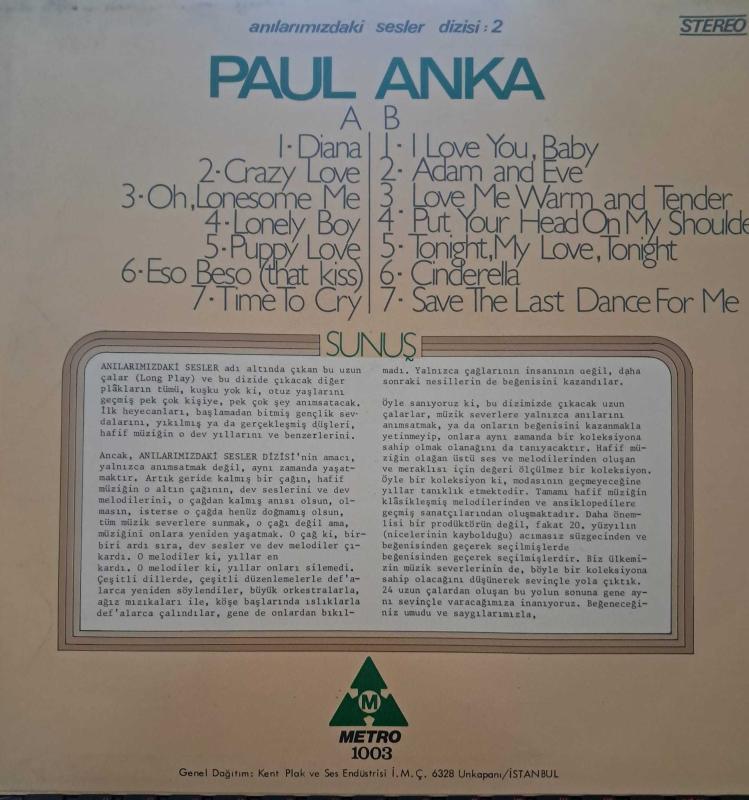 anılarımızdaki sesler dizisi: 2
STEREO
PAUL ANKA
A
1· Diana
2· Crazy Love
3· Oh, Lonesome Me
4· Lonely Boy
5· Puppy Love
6· Eso Beso (that kiss)
7· Time To Cry
B
1· I Love You, Baby
2· Adam and Eve
3 Love Me Warm and Tender
4· Put Your Head On My Shoulde
5· Tonight, My Love, Tonight
6· Cinderella
7· Save The Last Dance For Me
SUNUŞ
ANILARIMIZDAKİ SESLER adı altında çıkan bu uzun
çalar (Long Play) ve bu dizide çıkacak diğer
plâkların tümü, kuşku yok ki, otuz yaşlarını
geçmiş pek çok kişiye, pek çok şey anımsatacak.
İlk heyecanları, başlamadan bitmiş gençlik sev-
dalarını, yıkılmış ya da gerçekleşmiş düşleri,
hafif müziğin o dev yıllarını ve benzerlerini.
Ancak, ANILARIMIZDAKİ SESLER DİZİSİ'nin amacı,
yalnızca anımsatmak değil, aynı zamanda yaşat-
maktır. Artık geride kalmış bir çağın, hafif
müziğin o altın çağının, dev seslerini ve dev
melodilerini, o çağdan kalmış anısı olsun, ol-
masın, isterse o çağda henüz doğmamış olsun,
tüm müzik severlere sunmak, o çağı değil ama,
müziğini onlara yeniden yaşatmak. O çağ ki, bir-
biri ardı sıra, dev sesler ve dev melodiler çı-
kardı. O melodiler ki, yıllar en
kardı. O melodiler ki, yıllar onları silemedi.
Çeşitli dillerde, çeşitli düzenlemelerle def'a-
larca yeniden söylendiler, büyük orkestralarla,
ağız mızıkaları ile, köşe başlarında ıslıklarla
def'alarca çalındılar, gene de onlardan bıkıl-
madı. Yalnızca çağlarının insanının ueğil, daha
sonraki nesillerin de beğenisini kazandılar.
Öyle sanıyoruz ki, bu dizimizde çıkacak uzun
çalarlar, müzik severlere yalnızca anılarını
anımsatmak, ya da onların beğenisini kazanmakla
yetinmeyip, onlara aynı zamanda bir koleksiyona
sahip olmak olanağını da tanıyacaktır. Hafif mü-
ziğin olağan üstü ses ve melodilerinden oluşan
ve meraklısı için değeri ölçülmez bir koleksiyon.
Öyle bir koleksiyon ki, modasının geçmeyeceğine
yıllar tanıklık etmektedir. Tamamı hafif müziğin
klâsikleşmiş melodilerinden ve ansiklopedilere
geçmiş sanatçılarından oluşmaktadır. Daha önem-
lisi bir prodüktörün değil, fakat 20. yüzyılın
(nicelerinin kaybolduğu) acımasız süzgecinden ve
beğenisinden geçerek seçilmişlerde
beğenisinden geçerek seçilmişlerdir. Biz ülkemi-
zin müzik severlerinin de, böyle bir koleksiyona
sahip olacağını düşünerek sevinçle yola çıktık.
24 uzun çalardan oluşan bu yolun sonuna gene ay-
nı sevinçle varacağımıza inanıyoruz. Beğeneceği-
niz umudu ve saygılarımızla,
M
METRO
1003
Genel Dağıtım: Kent Plak ve Ses Endüstrisi İ.M.Ç. 6328 Unkapanı/İSTANBUL